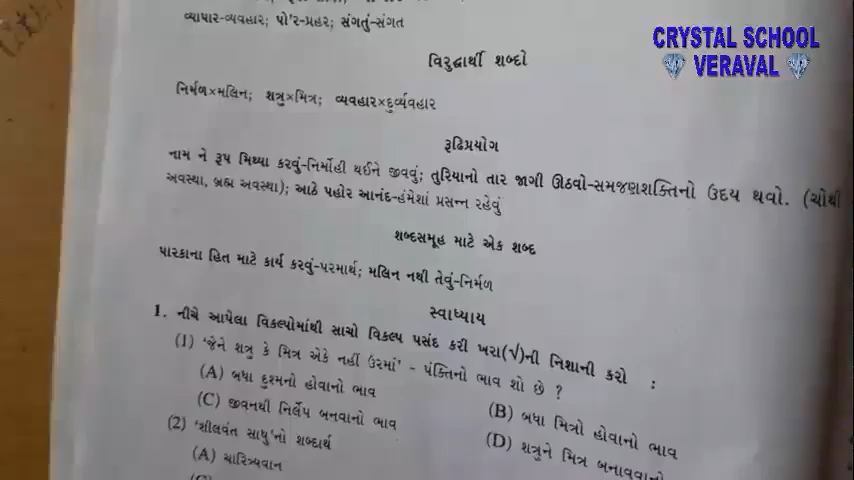 વ્યાપાર-વ્યવહાર; પો'ર-પ્રહર; સંગતું-સંગત
CRYSTAL SCHOOL
VERAVAL
વિરુદ્ધાર્થી શબ્દો
નિર્મળ×મલિન; શત્રુ×મિત્ર; વ્યવહાર×દુર્વ્યવહાર
રૂઢિપ્રયોગ
નામ ને રૂપ મિથ્યા કરવું-નિર્મોહી થઈને જીવવું; તુરિયાનો તાર જાગી ઊઠવો-સમજણશક્તિનો ઉદય થવો. (ચોથી
અવસ્થા, બ્રહ્મ અવસ્થા); આઠે પહોર આનંદ-હંમેશાં પ્રસન્ન રહેવું
શબ્દસમૂહ માટે એક શબ્દ
પારકાના હિત માટે કાર્ય કરવું-પરમાર્થ; મલિન નથી તેવું-નિર્મળ
સ્વાધ્યાય
1. નીચે આપેલા વિકલ્પોમાંથી સાચો વિકલ્પ પસંદ કરી ખરા(√)ની નિશાની કરો :
(1) 'જેને શત્રુ કે મિત્ર એકે નહીં ઉરમાં' - પંક્તિનો ભાવ શો છે ?
(A) બધા દુશ્મનો હોવાનો ભાવ
(B) બધા મિત્રો હોવાનો ભાવ
(C) જીવનથી નિર્લેપ બનવાનો ભાવ
(D) શત્રુને મિત્ર બનાવવાનો
(2) 'શીલવંત સાધુ'નો શબ્દાર્થ
(A) ચારિત્ર્યવાન